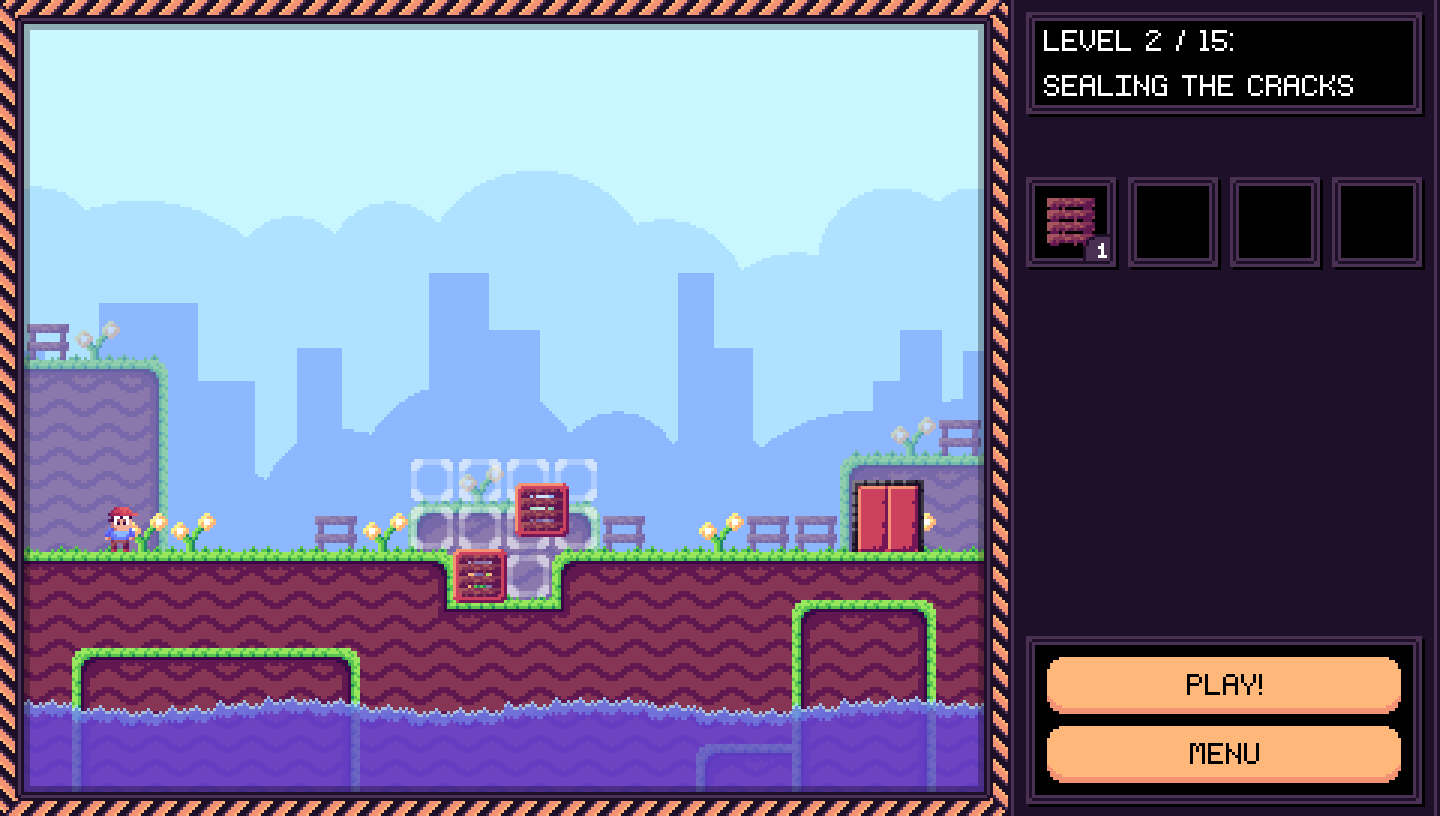 LEVEL 2 / 15:
SEALING THE CRACKS
1
PLAY!
MENU